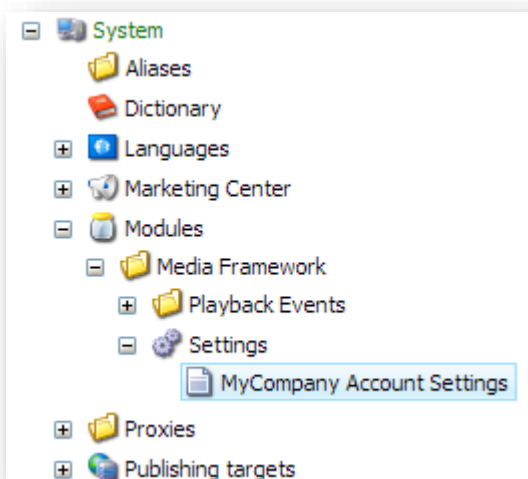 System
Aliases
Dictionary
Languages
Marketing Center
Modules
Media Framework
Playback Events
Settings
MyCompany Account Settings
Proxies
Publishing targets